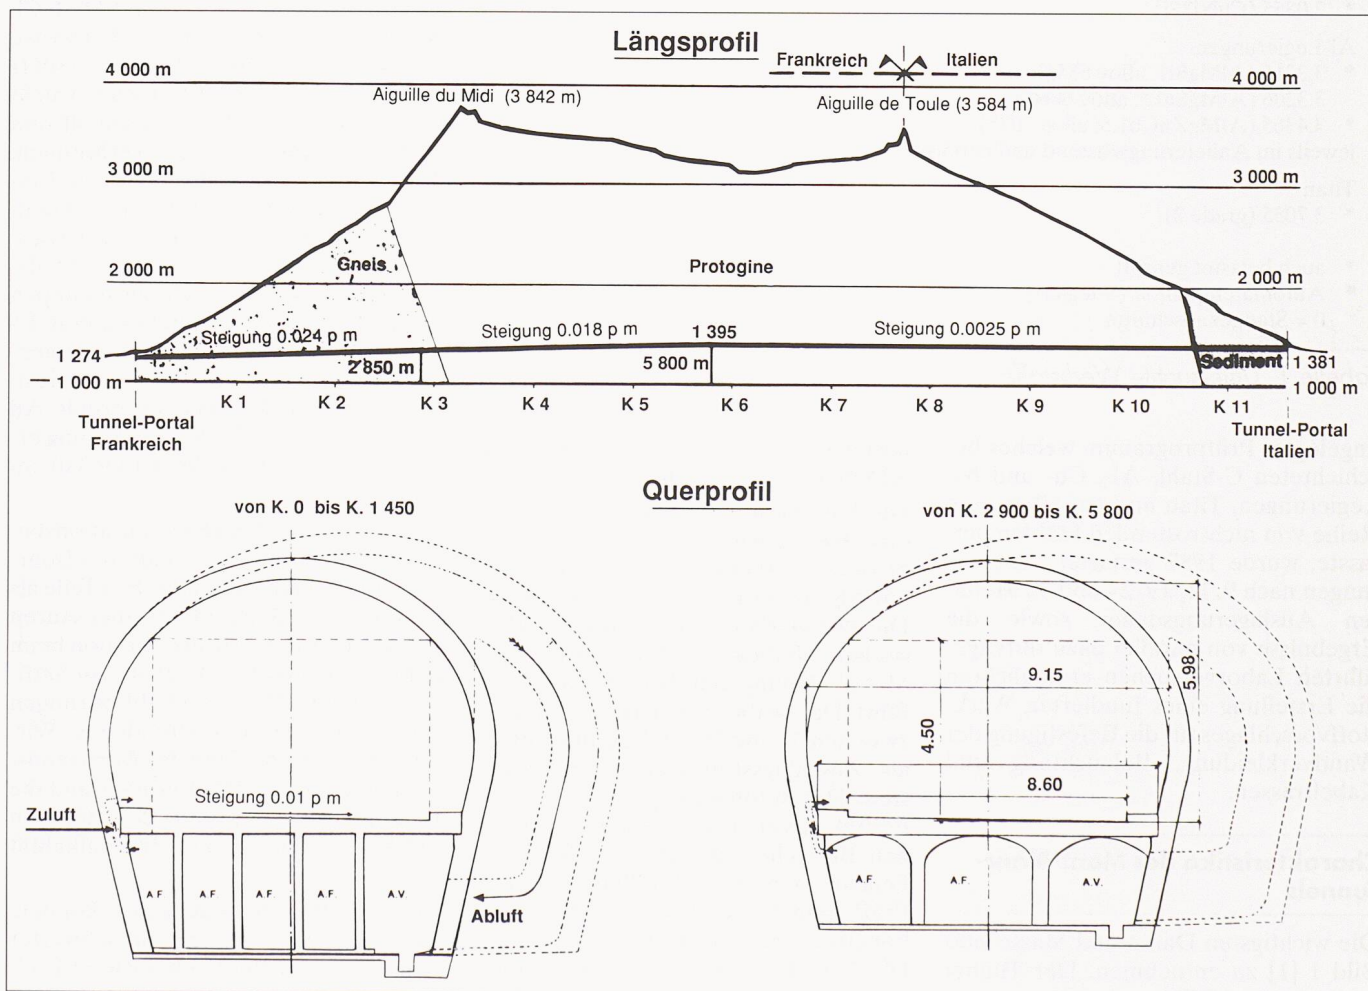 Längsprofil
Frankreich Italien
4 000 m 4 000 m
Aiguille du Midi (3 842 m)
Aiguille de Toule (3 584 m)
3 000 m 3 000 m
Gneis Protogine
2 000 m 2 000 m
Steigung 0.024 p m Steigung 0.018 p m 1 395 Steigung 0.0025 p m
1 274 2 850 m 5 800 m Sediment 1 381
1 000 m 1 000 m
K 1 K 2 K 3 K 4 K 5 K 6 K 7 K 8 K 9 K 10 K 11
Tunnel-Portal
Frankreich
Tunnel-Portal
Italien
Querprofil
von K. 0 bis K. 1 450
Steigung 0.01 p m
Zuluft
A.F. A.F. A.F. A.F. A.V.
Abluft
von K. 2 900 bis K. 5 800
9.15
5.98
4.50
8.60
A.F. A.F. A.V.